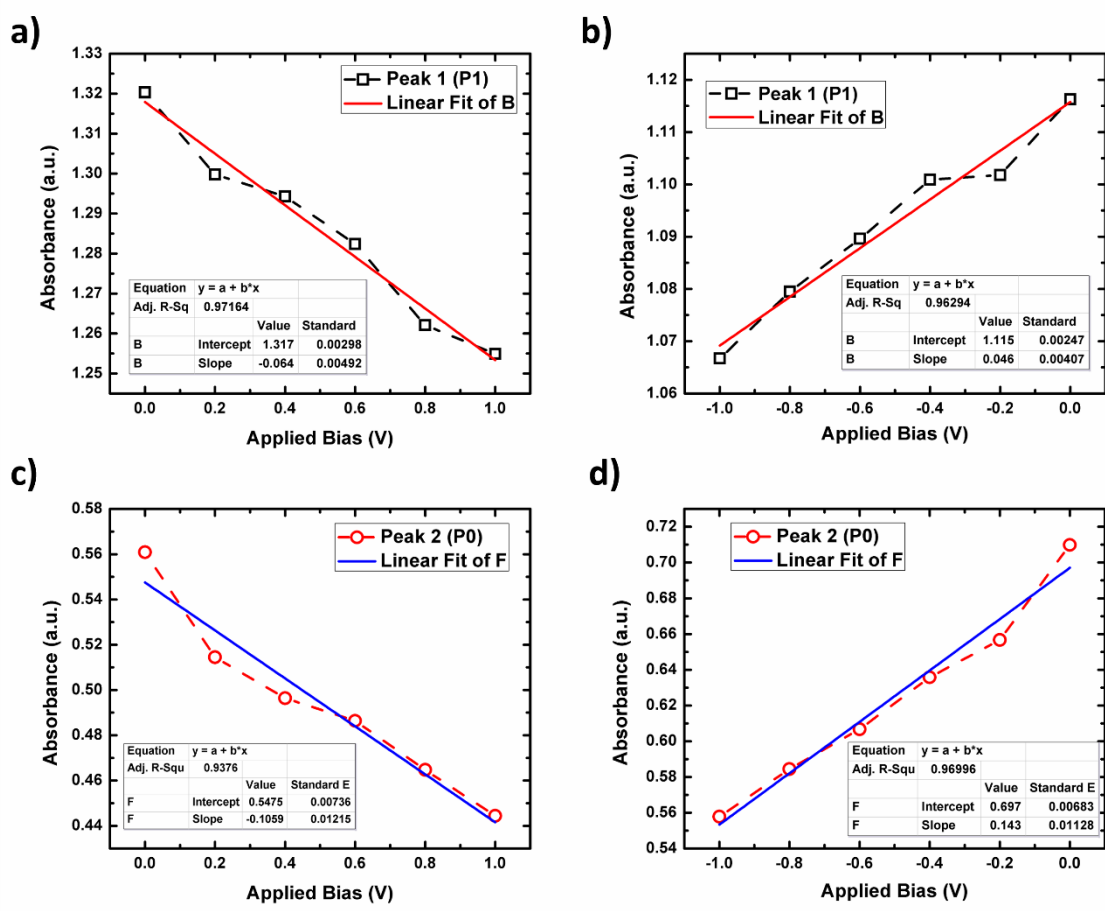 a)
1.33
1.32
1.31
1.30
1.29
1.28
1.27
1.26
1.25
Absorbance (a.u.)
Peak 1 (P1)
Linear Fit of B
Equation y = a + b*x
Adj. R-Sq 0.97164
Value Standard
B Intercept 1.317 0.00298
B Slope -0.064 0.00492
0.0 0.2 0.4 0.6 0.8 1.0
Applied Bias (V)
b)
1.12
1.11
1.10
1.09
1.08
1.07
1.06
Absorbance (a.u.)
Peak 1 (P1)
Linear Fit of B
Equation y = a + b*x
Adj. R-Sq 0.96294
Value Standard
B Intercept 1.115 0.00247
B Slope 0.046 0.00407
-1.0 -0.8 -0.6 -0.4 -0.2 0.0
Applied Bias (V)
c)
0.58
0.56
0.54
0.52
0.50
0.48
0.46
0.44
Absorbance (a.u.)
Peak 2 (P0)
Linear Fit of F
Equation y = a + b*x
Adj. R-Squ 0.9376
Value Standard E
F Intercept 0.5475 0.00736
F Slope -0.1059 0.01215
0.0 0.2 0.4 0.6 0.8 1.0
Applied Bias (V)
d)
0.72
0.70
0.68
0.66
0.64
0.62
0.60
0.58
0.56
0.54
Absorbance (a.u.)
Peak 2 (P0)
Linear Fit of F
Equation y = a + b*x
Adj. R-Squ 0.96996
Value Standard E
F Intercept 0.697 0.00683
F Slope 0.143 0.01128
-1.0 -0.8 -0.6 -0.4 -0.2 0.0
Applied Bias (V)